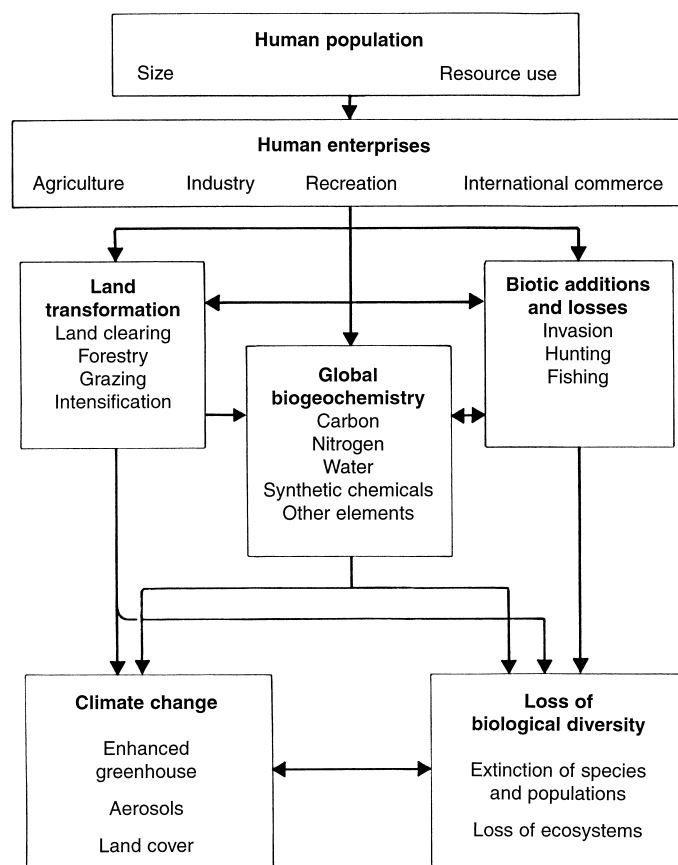 Human population
Size Resource use
Human enterprises
Agriculture Industry Recreation International commerce
Land
transformation
Land clearing
Forestry
Grazing
Intensification
Biotic additions
and losses
Invasion
Hunting
Fishing
Global
biogeochemistry
Carbon
Nitrogen
Water
Synthetic chemicals
Other elements
Climate change
Enhanced
greenhouse
Aerosols
Land cover
Loss of
biological diversity
Extinction of species
and populations
Loss of ecosystems